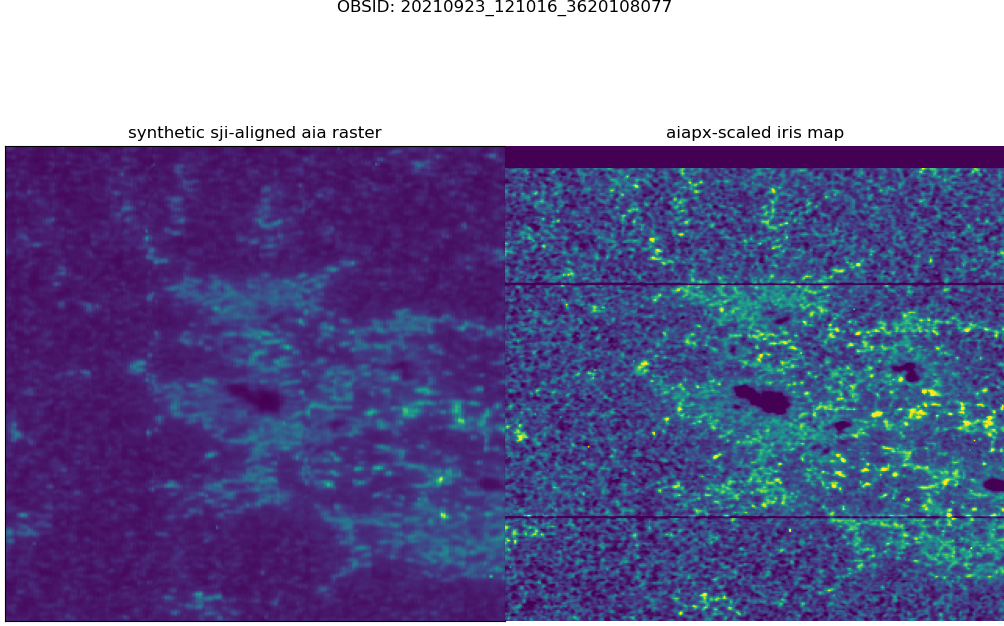 OBSID: 20210923_121016_3620108077
synthetic sji-aligned aia raster
aiapx-scaled iris map